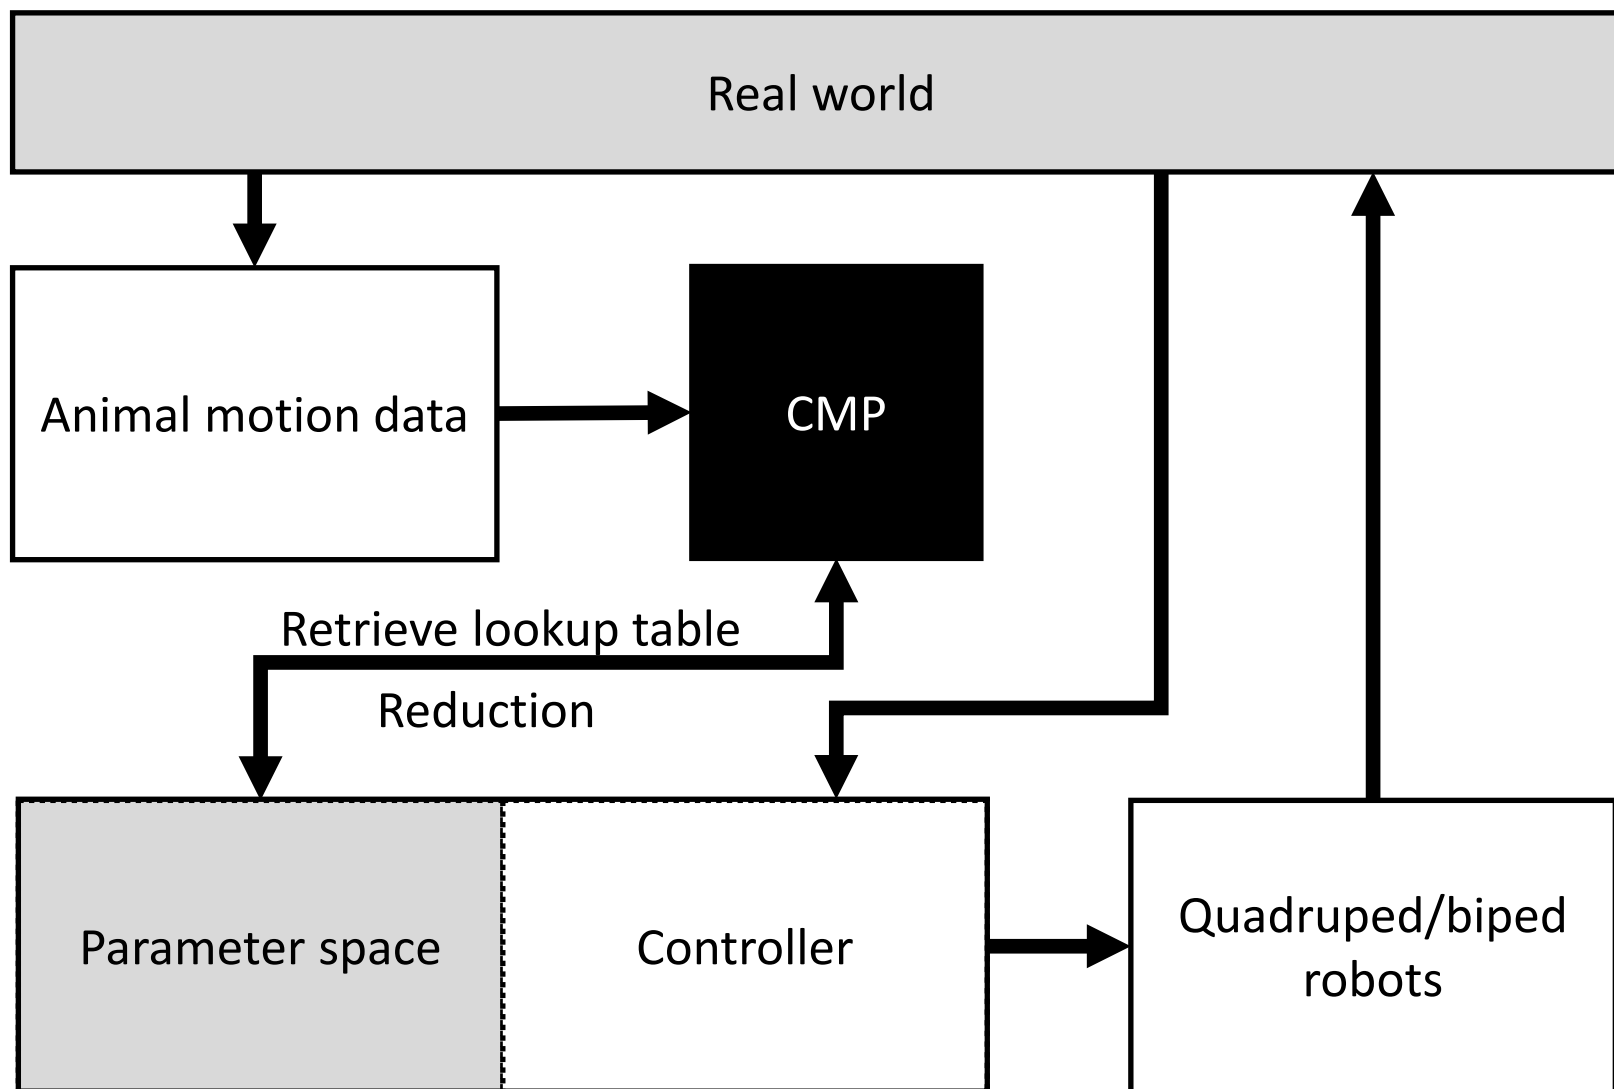 Real world
Animal motion data
CMP
Retrieve lookup table
Reduction
Parameter space
Controller
Quadruped/biped
robots